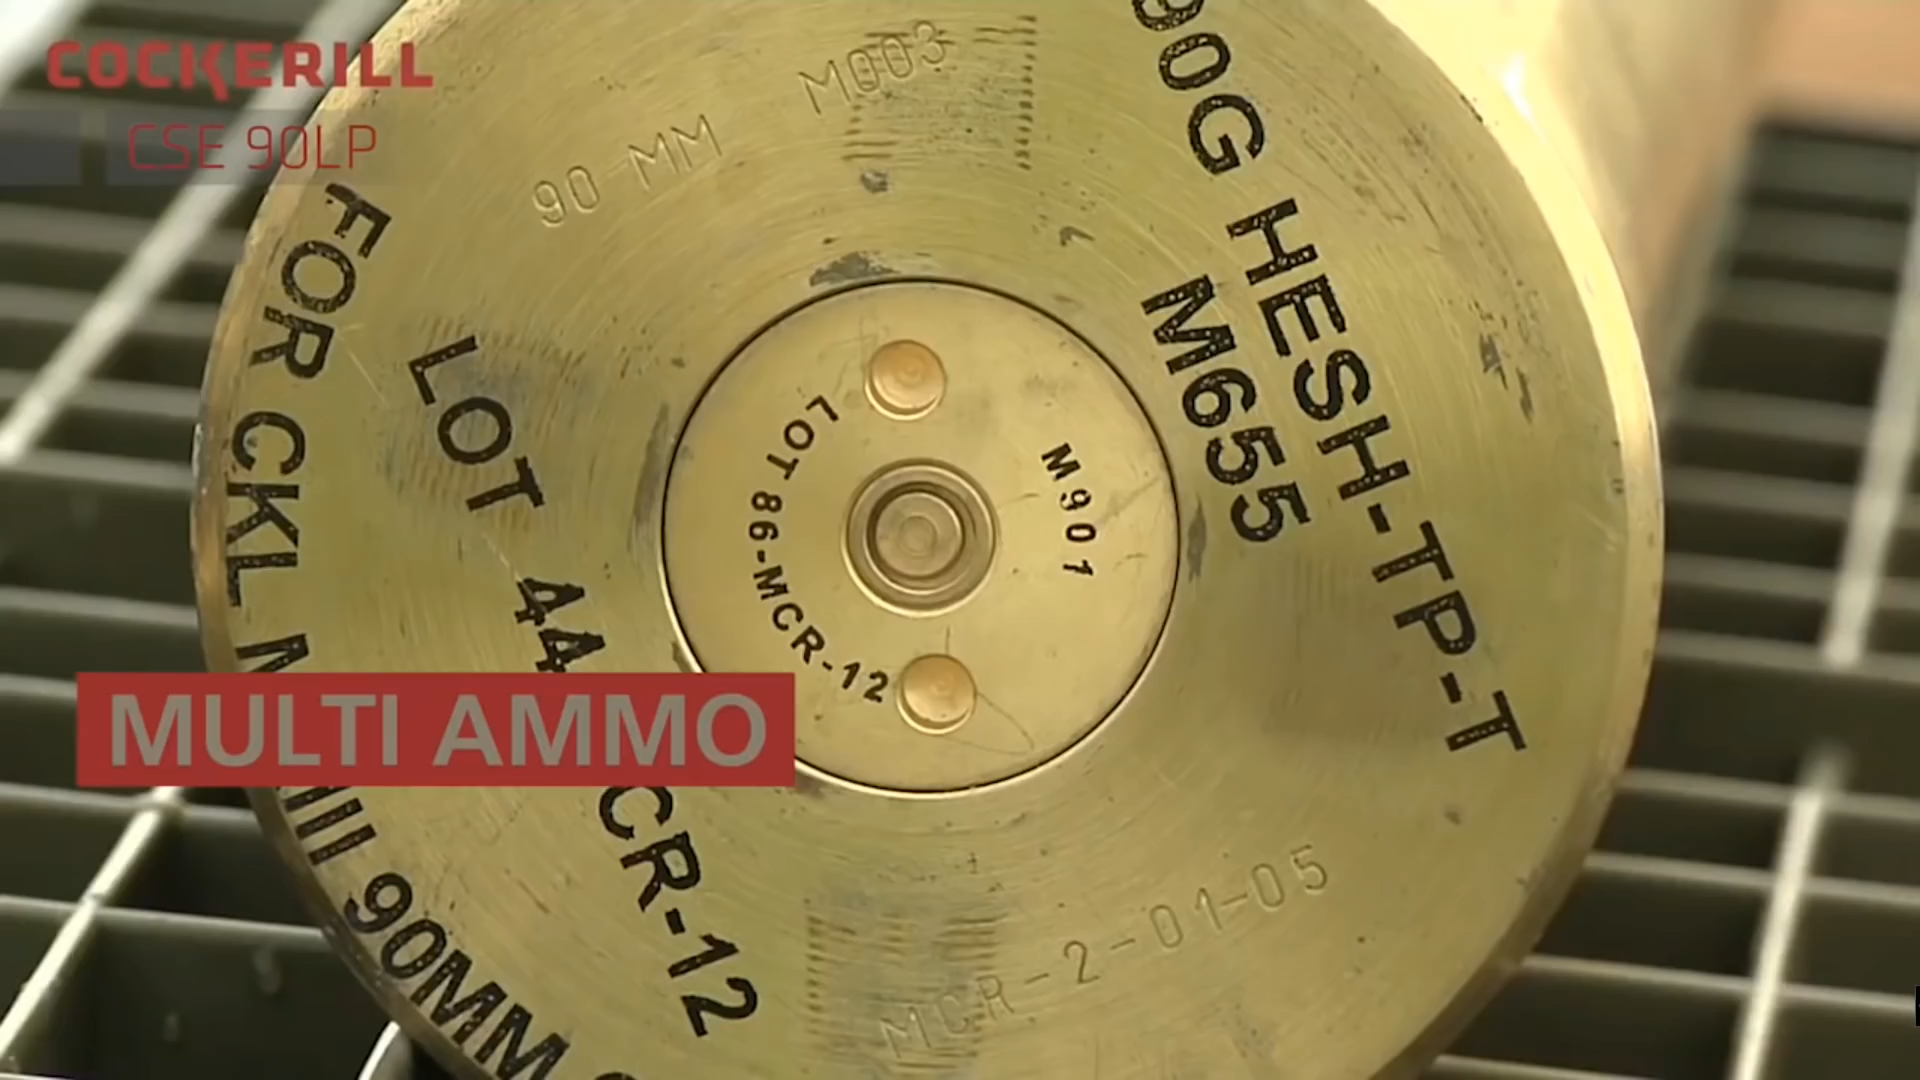 COCKERILL
CSE 90LP
90 MM M003
90G HESH-TP-T
M655
FOR CKL
IIII 90MM
LOT 44
CR-12
M901
LOT 86-MCR-12
MULTI AMMO
MCR-2-01-05